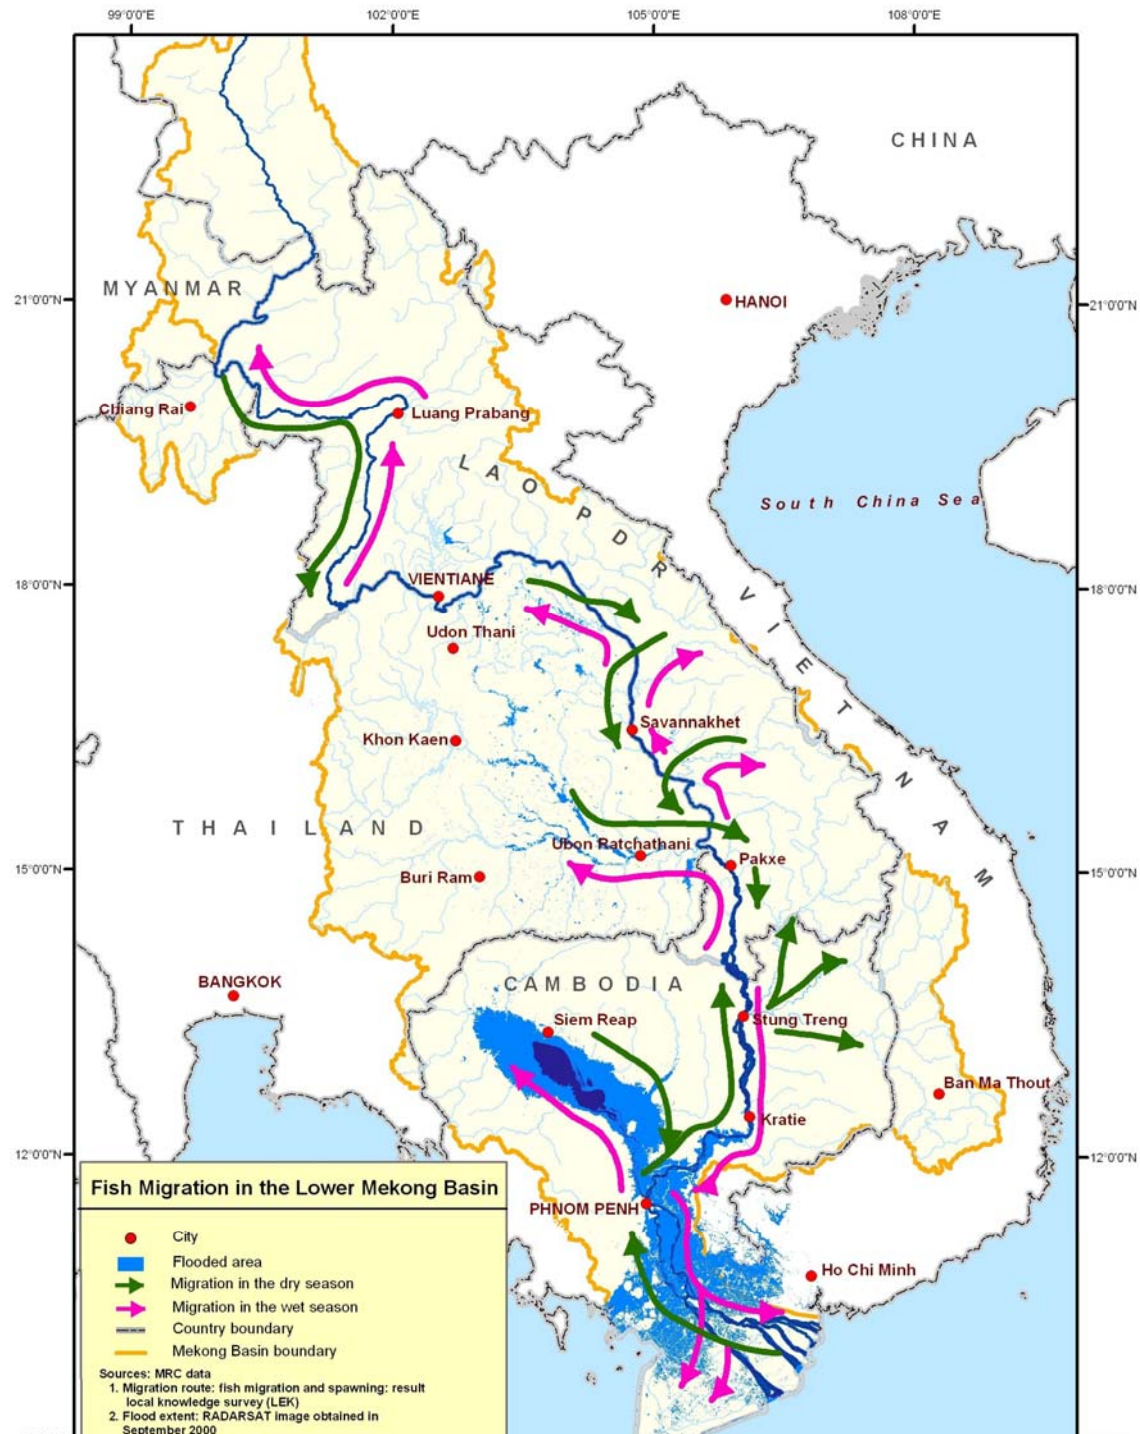 99°0'0"E
102°0'0"E
105°0'0"E
108°0'0"E
CHINA
MYANMAR
21°0'0"N
21°0'0"N
HANOI
Chiang Rai
Luang Prabang
LAO PDR
South China Sea
18°0'0"N
18°0'0"N
VIENTIANE
VIETNAM
Udon Thani
Savannakhet
Khon Kaen
THAILAND
Ubon Ratchathani
Pakxe
15°0'0"N
15°0'0"N
Buri Ram
BANGKOK
CAMBODIA
Siem Reap
Stung Treng
Ban Ma Thout
Kratie
12°0'0"N
12°0'0"N
PHNOM PENH
Ho Chi Minh
Fish Migration in the Lower Mekong Basin
City
Flooded area
Migration in the dry season
Migration in the wet season
Country boundary
Mekong Basin boundary
Sources: MRC data
1. Migration route: fish migration and spawning: result
local knowledge survey (LEK)
2. Flood extent: RADARSAT image obtained in
September 2000